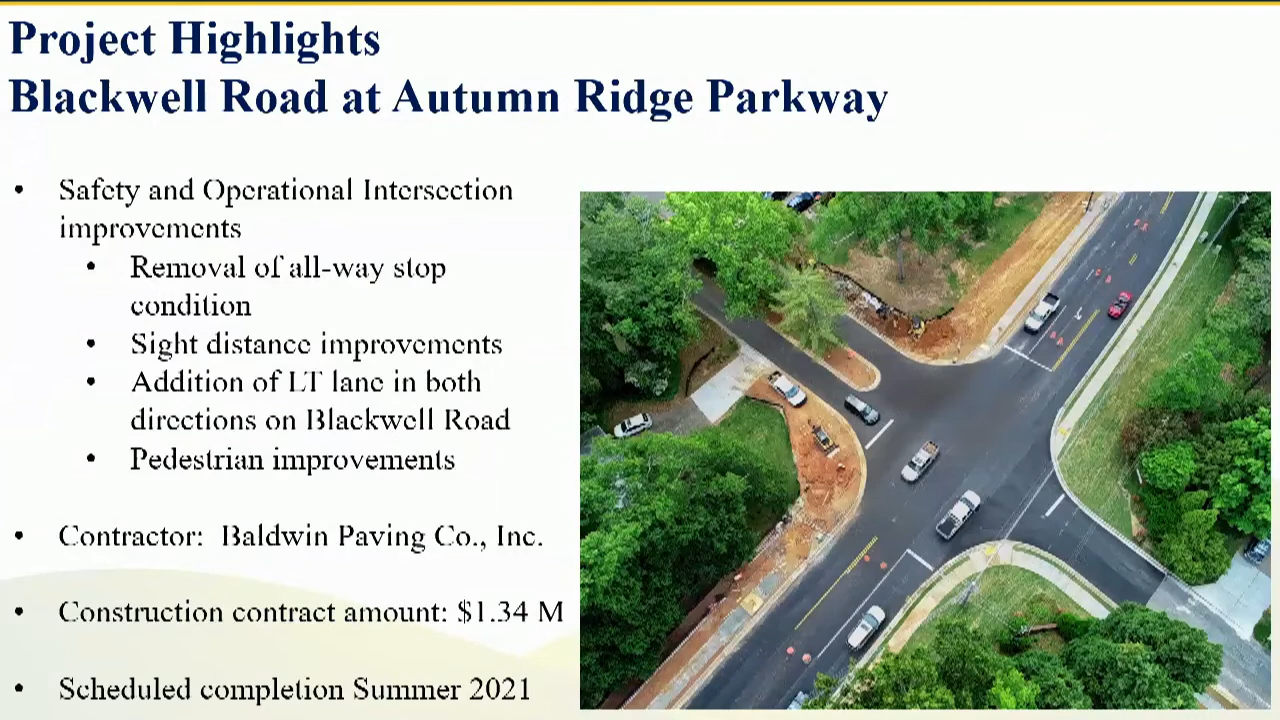 Project Highlights
Blackwell Road at Autumn Ridge Parkway
• Safety and Operational Intersection
improvements
• Removal of all-way stop
condition
• Sight distance improvements
• Addition of LT lane in both
directions on Blackwell Road
• Pedestrian improvements
• Contractor: Baldwin Paving Co., Inc.
• Construction contract amount: $1.34 M
• Scheduled completion Summer 2021